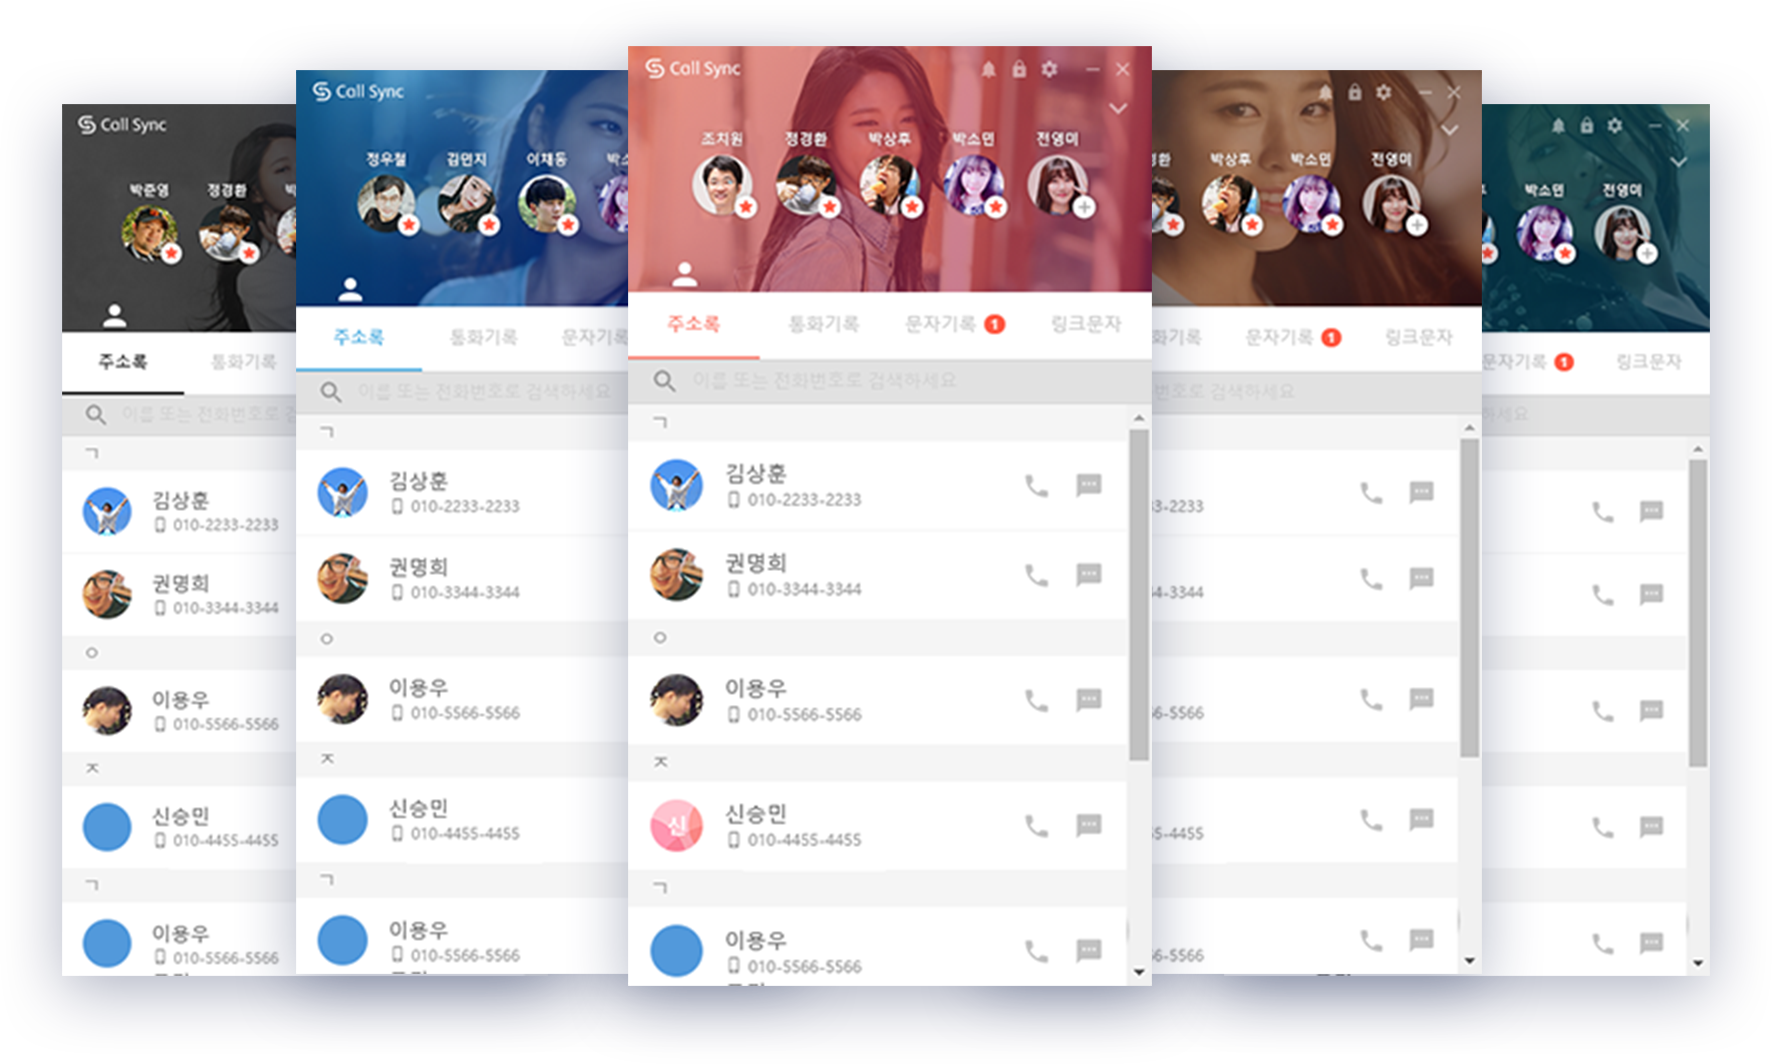 Call Sync
박준영 정경환 박
주소록 통화기록
이름 또는 전화번호로 검
ㄱ
김상훈
010-2233-2233
권명희
010-3344-3344
ㅇ
이용우
010-5566-5566
ㅈ
신승민
010-4455-4455
ㄱ
이용우
010-5566-5566
Call Sync
정우철 김민지 이채동 박소
주소록 통화기록 문자기록
이름 또는 전화번호로 검색하세요
ㄱ
김상훈
010-2233-2233
권명희
010-3344-3344
ㅇ
이용우
010-5566-5566
ㅈ
신승민
010-4455-4455
ㄱ
이용우
010-5566-5566
Call Sync
조치원 정경환 박상후 박소민 전영미
주소록 통화기록 문자기록 1 링크문자
이름 또는 전화번호로 검색하세요
ㄱ
김상훈
010-2233-2233
권명희
010-3344-3344
ㅇ
이용우
010-5566-5566
ㅈ
신
신승민
010-4455-4455
ㄱ
이용우
010-5566-5566
경환 박상후 박소민 전영미
화기록 문자기록 1 링크문자
번호로 검색하세요
3-2233
4-3344
6-5566
5-4455
6-5566
박소민 전영미
문자기록 1 링크문자
하세요